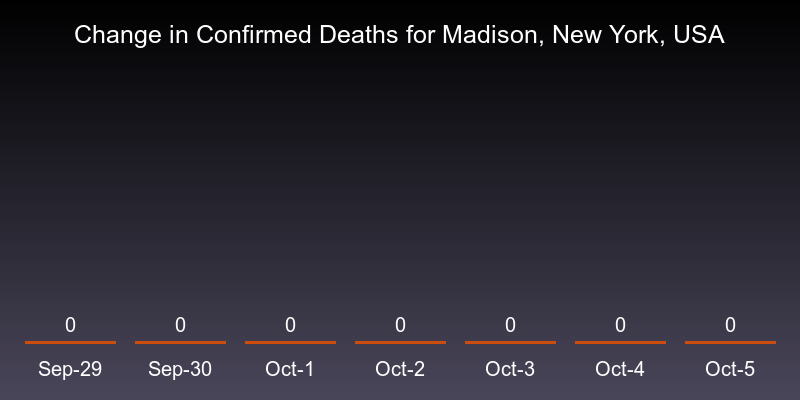 Change in Confirmed Deaths for Madison, New York, USA
0 0 0 0 0 0 0
Sep-29 Sep-30 Oct-1 Oct-2 Oct-3 Oct-4 Oct-5